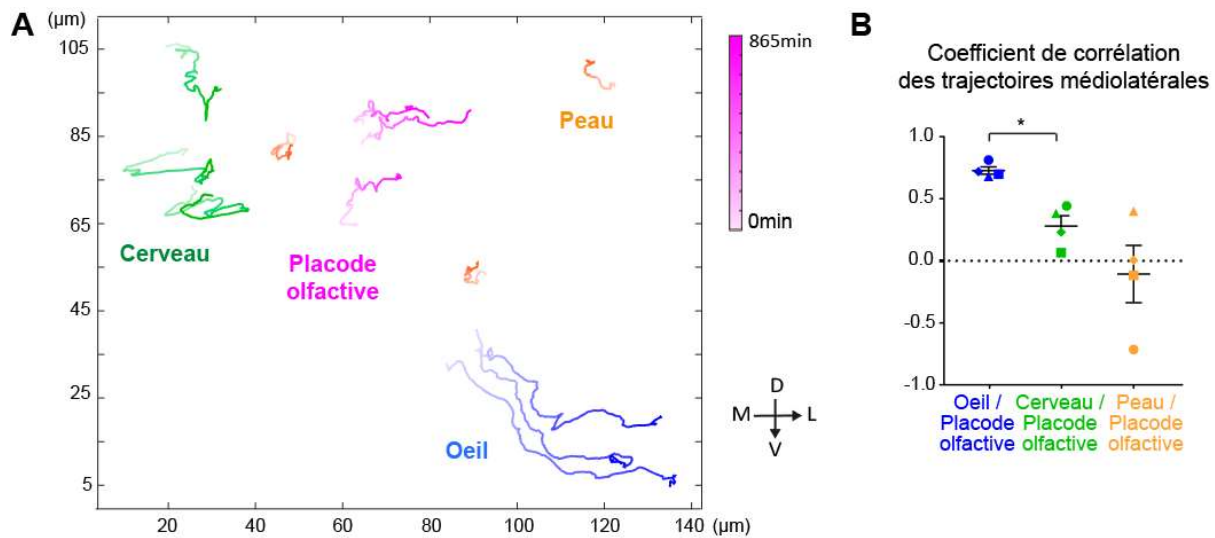 A
(µm)
105
85
65
45
25
5
20
40
60
80
100
120
140
(µm)
Cerveau
Placode
olfactive
Peau
Oeil
865min
0min
D
M
L
V
B
Coefficient de corrélation
des trajectoires médiolatérales
*
1.0
0.5
0.0
-0.5
-1.0
Oeil /
Placode
olfactive
Cerveau /
Placode
olfactive
Peau /
Placode
olfactive